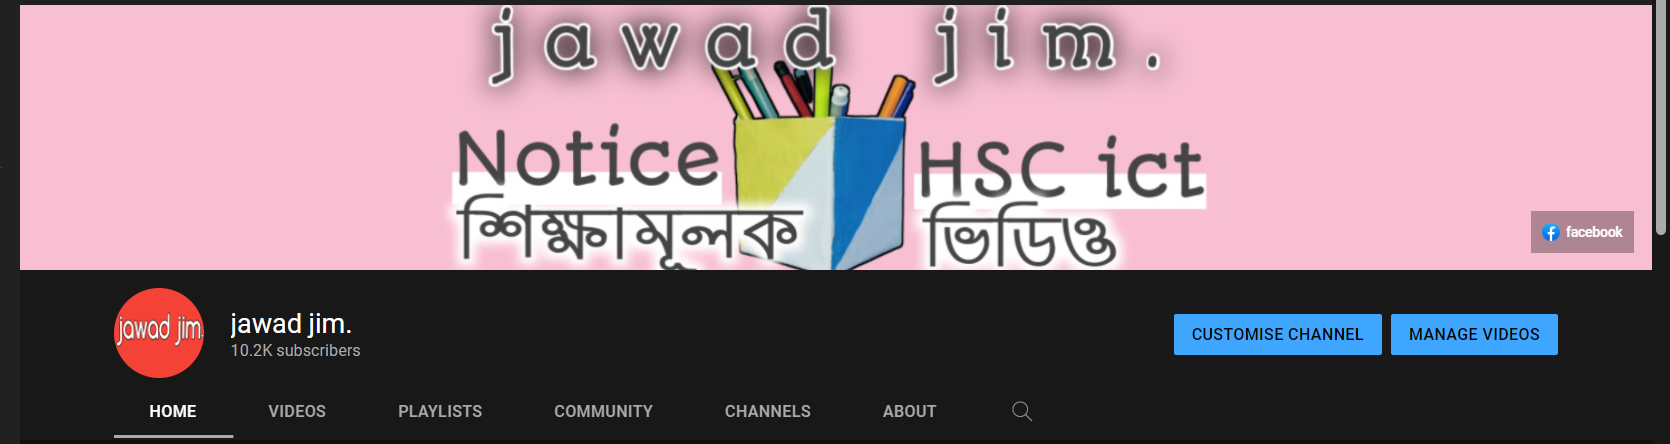 jawad jim.
Notice HSC ict
শিক্ষামূলক ভিডিও
facebook
jawad jim.
jawad jim.
10.2K subscribers
CUSTOMISE CHANNEL MANAGE VIDEOS
HOME VIDEOS PLAYLISTS COMMUNITY CHANNELS ABOUT